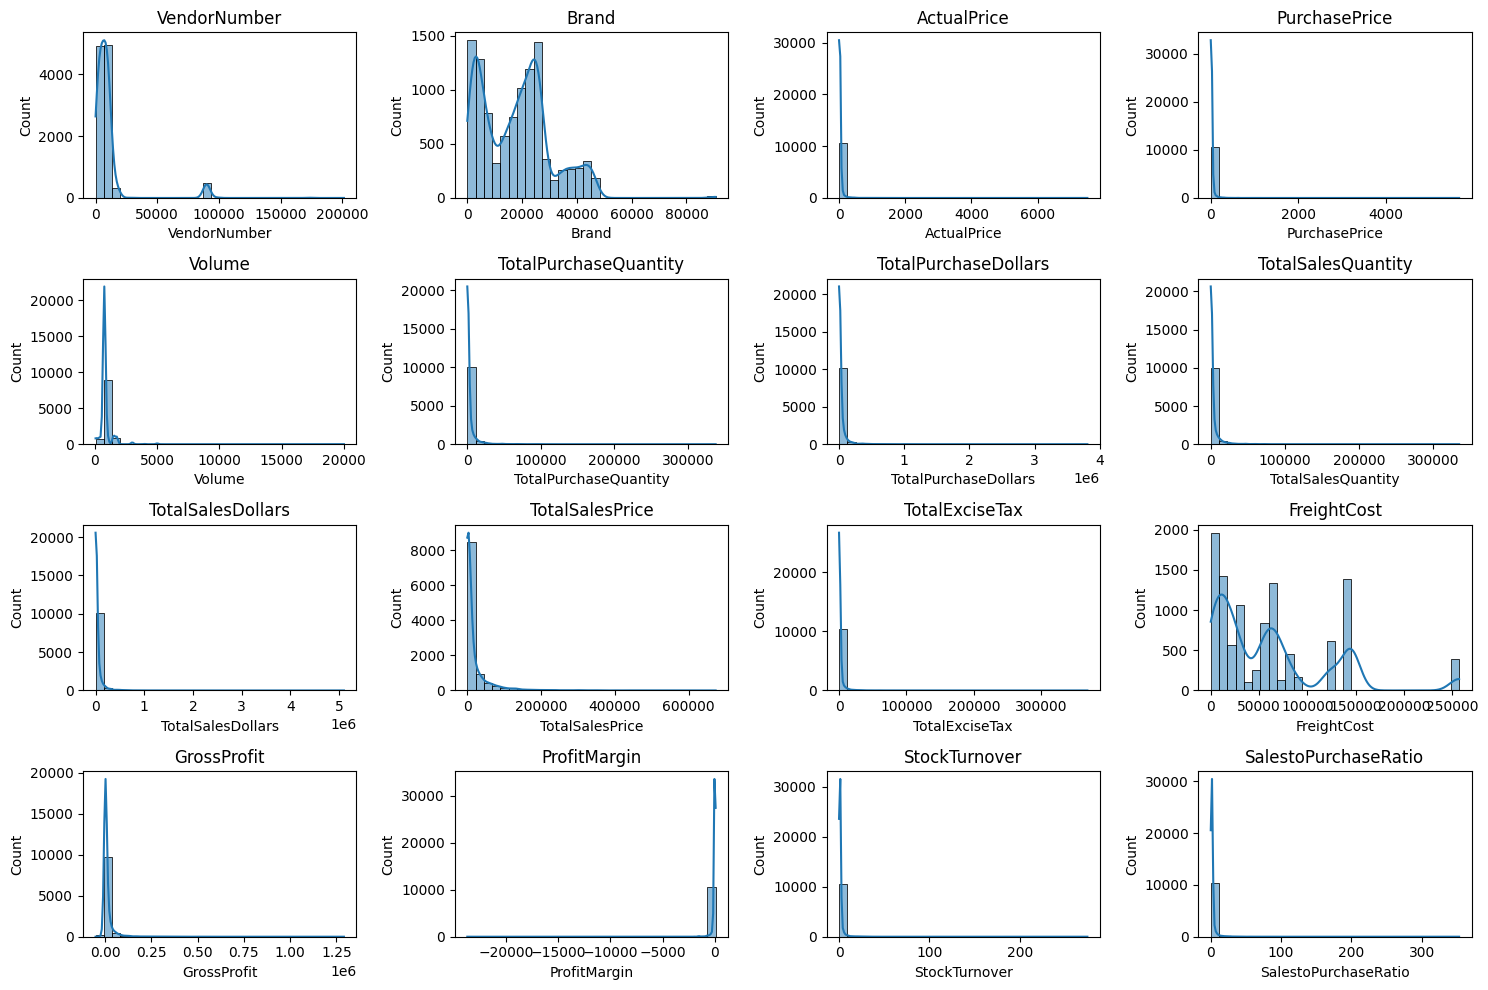 VendorNumber
Count
4000
2000
0
0 50000 100000 150000 200000
VendorNumber
Brand
Count
1500
1000
500
0
0 20000 40000 60000 80000
Brand
ActualPrice
Count
30000
20000
10000
0
0 2000 4000 6000
ActualPrice
PurchasePrice
Count
30000
20000
10000
0
0 2000 4000
PurchasePrice
Volume
Count
20000
15000
10000
5000
0
0 5000 10000 15000 20000
Volume
TotalPurchaseQuantity
Count
20000
15000
10000
5000
0
0 100000 200000 300000
TotalPurchaseQuantity
TotalPurchaseDollars
Count
20000
15000
10000
5000
0
0 1 2 3 4
1e6
TotalPurchaseDollars
TotalSalesQuantity
Count
20000
15000
10000
5000
0
0 100000 200000 300000
TotalSalesQuantity
TotalSalesDollars
Count
20000
15000
10000
5000
0
0 1 2 3 4 5
1e6
TotalSalesDollars
TotalSalesPrice
Count
8000
6000
4000
2000
0
0 200000 400000 600000
TotalSalesPrice
TotalExciseTax
Count
20000
10000
0
0 100000 200000 300000
TotalExciseTax
FreightCost
Count
2000
1500
1000
500
0
0 50000 100000 150000 200000 250000
FreightCost
GrossProfit
Count
20000
15000
10000
5000
0
0.00 0.25 0.50 0.75 1.00 1.25
1e6
GrossProfit
ProfitMargin
Count
30000
20000
10000
0
−20000 −15000 −10000 −5000 0
ProfitMargin
StockTurnover
Count
30000
20000
10000
0
0 100 200
StockTurnover
SalestoPurchaseRatio
Count
30000
20000
10000
0
0 100 200 300
SalestoPurchaseRatio